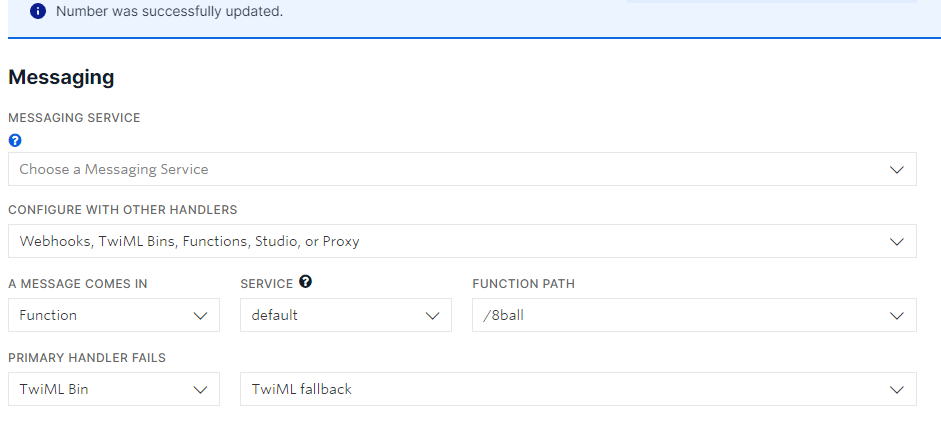 Number was successfully updated.
Messaging
MESSAGING SERVICE
Choose a Messaging Service
CONFIGURE WITH OTHER HANDLERS
Webhooks, TwiML Bins, Functions, Studio, or Proxy
A MESSAGE COMES IN SERVICE FUNCTION PATH
Function default /8ball
PRIMARY HANDLER FAILS
TwiML Bin TwiML fallback